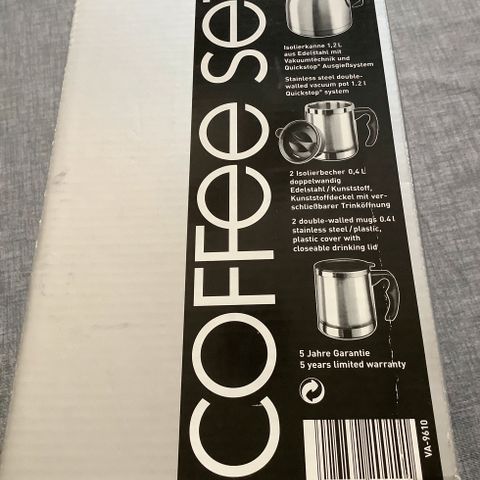 COFFEE SET
Isolierkanne 1,2 L
aus Edelstahl mit
Vakuumtechnik und
Quickstop® Ausgießsystem
Stainless steel double-
walled vacuum pot 1.2 l
Quickstop® system
2 Isolierbecher 0,4 L
doppelwandig
Edelstahl / Kunststoff,
Kunststoffdeckel mit ver-
schließbarer Trinköffnung
2 double-walled mugs 0.4 l
stainless steel / plastic,
plastic cover with
closeable drinking lid
5 Jahre Garantie
5 years limited warranty
VA-9610